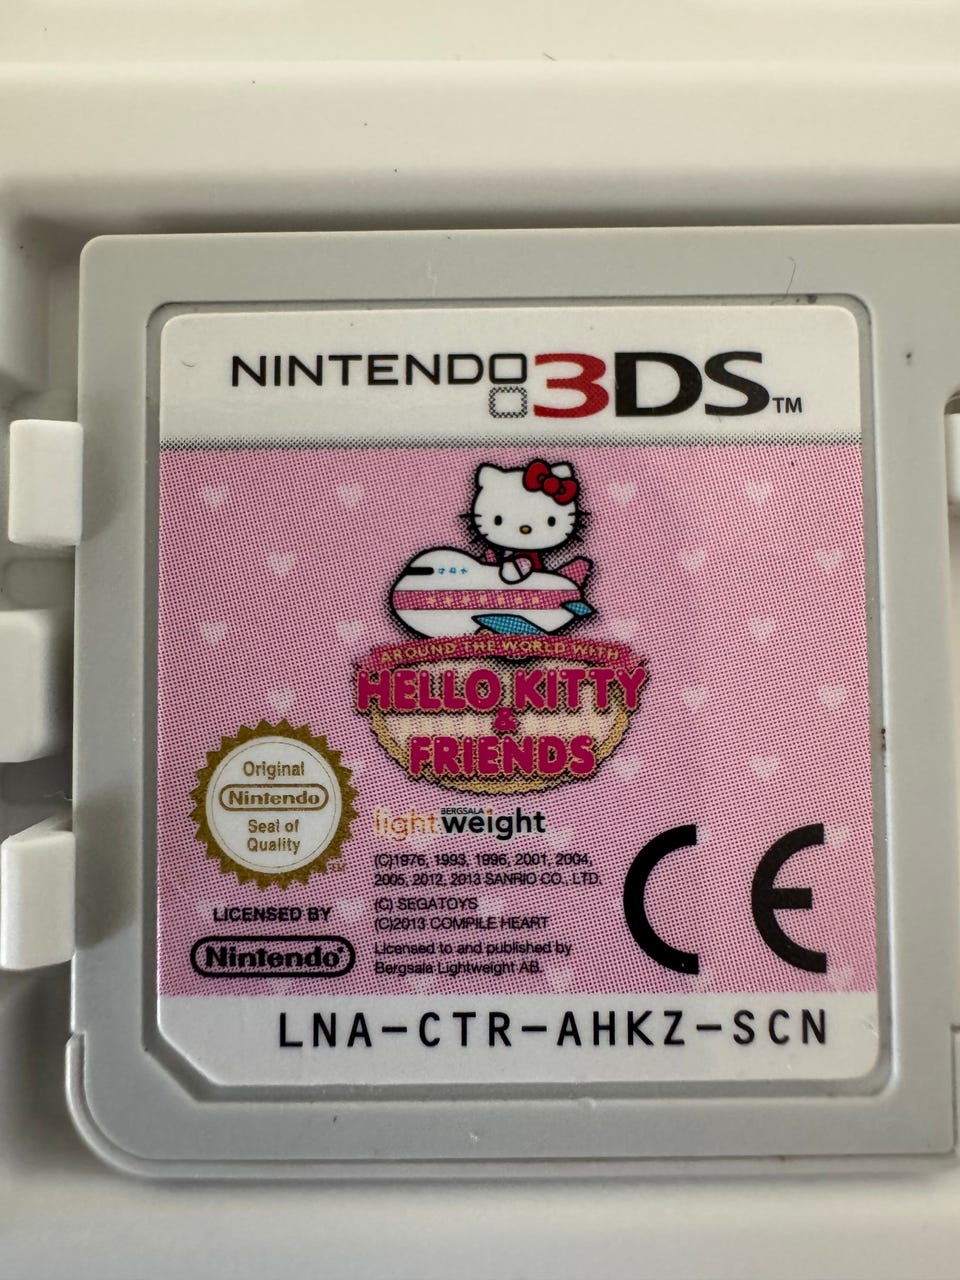 NINTENDO 3DS™
AROUND THE WORLD WITH
HELLO KITTY
&
FRIENDS
Original
Nintendo
Seal of
Quality
LICENSED BY
Nintendo®
BERGSALA
lightweight
(C)1976, 1993, 1996, 2001, 2004,
2005, 2012, 2013 SANRIO CO., LTD.
(C) SEGATOYS
(C)2013 COMPILE HEART
Licensed to and published by
Bergsala Lightweight AB.
CE
LNA-CTR-AHKZ-SCN